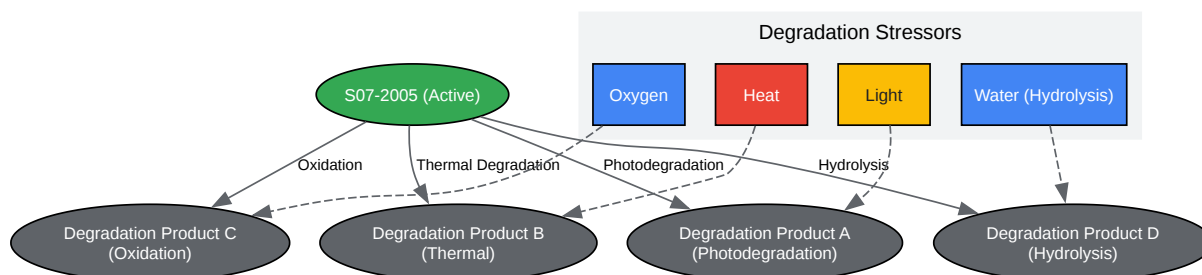 Degradation Stressors
S07-2005 (Active)
Oxygen
Heat
Light
Water (Hydrolysis)
Oxidation
Thermal Degradation
Photodegradation
Hydrolysis
Degradation Product C
(Oxidation)
Degradation Product B
(Thermal)
Degradation Product A
(Photodegradation)
Degradation Product D
(Hydrolysis)